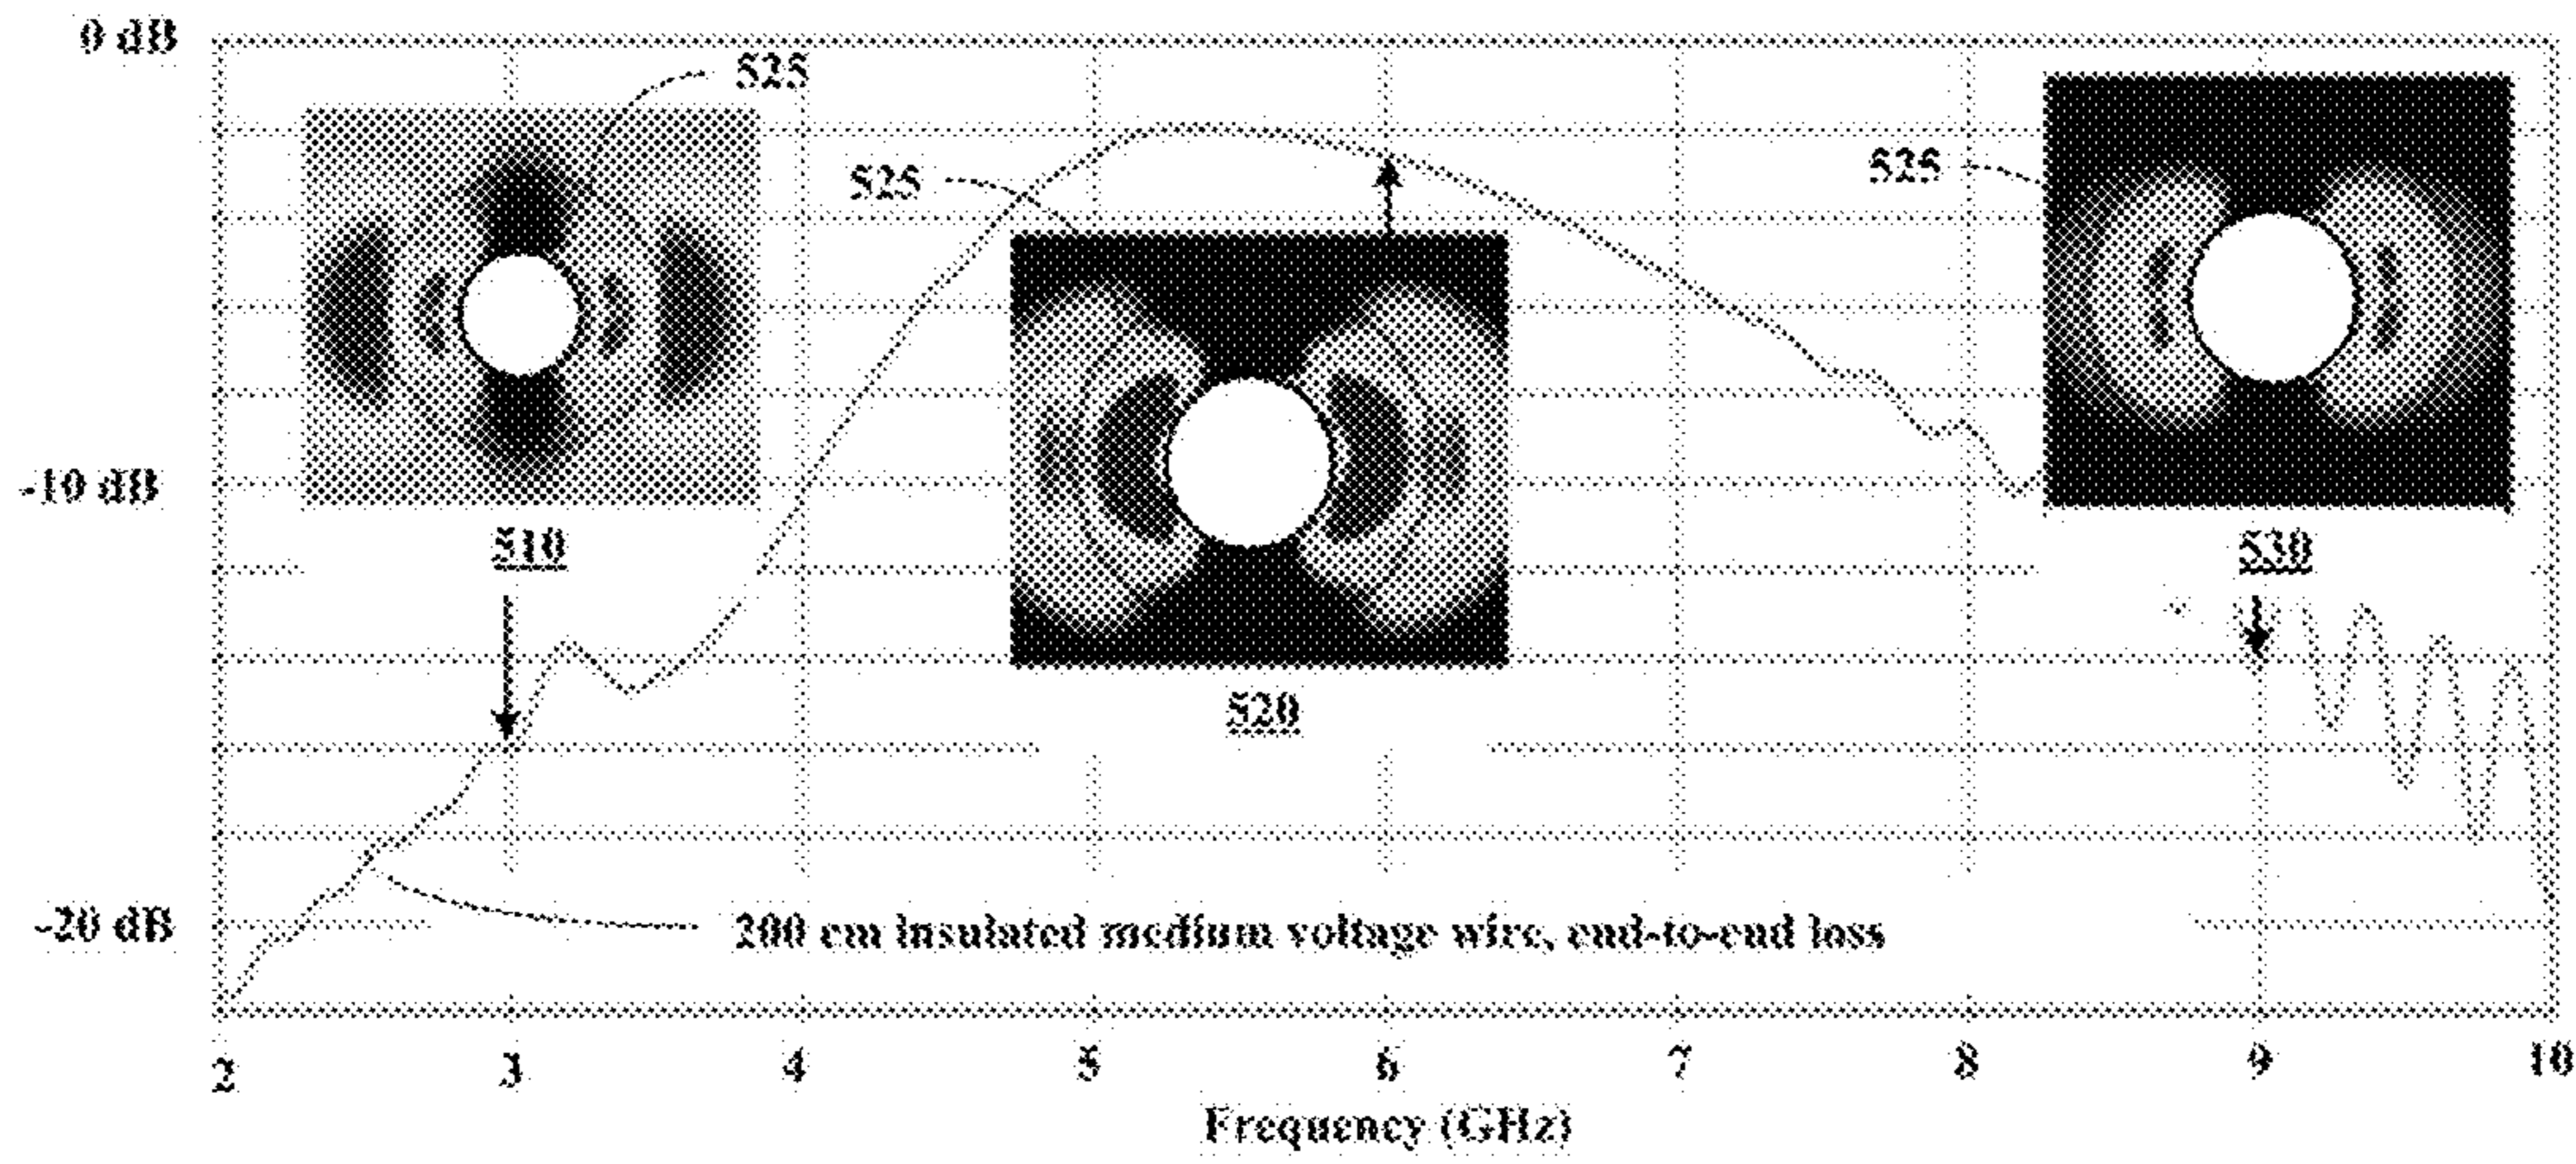 0 dB
525
525
525
-10 dB
510
530
520
-20 dB
200 cm insulated medium voltage wire, end-to-end loss
2 3 4 5 6 7 8 9 10
Frequency (GHz)